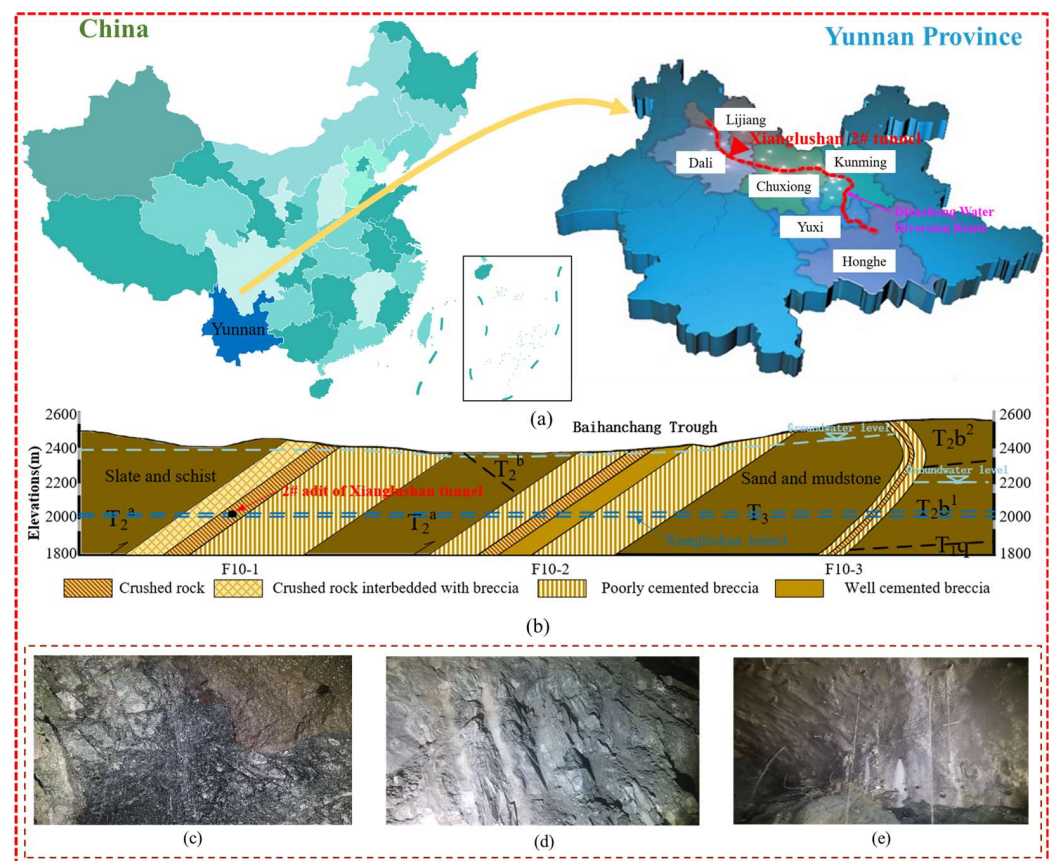 China
Yunnan Province
Yunnan
Lijiang
Xianglushan 2# tunnel
Dali
Kunming
Chuxiong
Dianzhong Water
Diversion Route
Yuxi
Honghe
(a)
Elevations(m)
2600
2400
2200
2000
1800
Baihanchang Trough
Groundwater level
Slate and schist
2# adit of Xianglushan tunnel
T₂ᵃ
T₂ᵇ
T₂ᵃ
Sand and mudstone
T₃
T₂b²
Groundwater level
T₂b¹
T₁q
2600
2400
2200
2000
1800
F10-1
F10-2
F10-3
Crushed rock
Crushed rock interbedded with breccia
Poorly cemented breccia
Well cemented breccia
(b)
(c)
(d)
(e)